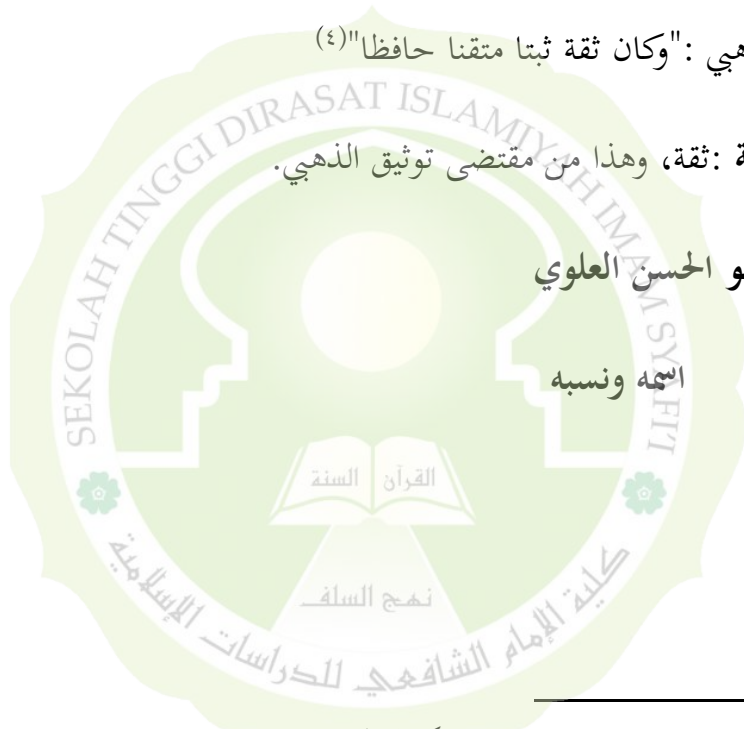 هبي :"وكان ثقة ثبتا متقنا حافظا"(٤)
ة :ثقة، وهذا من مقتضى توثيق الذهبي.
و الحسن العلوي
اسمه ونسبه
SEKOLAH TINGGI DIRASAT ISLAMIYAH IMAM SYAFI'I
القرآن السنة
نهج السلف
كلية الإمام الشافعي للدراسات الإسلامية